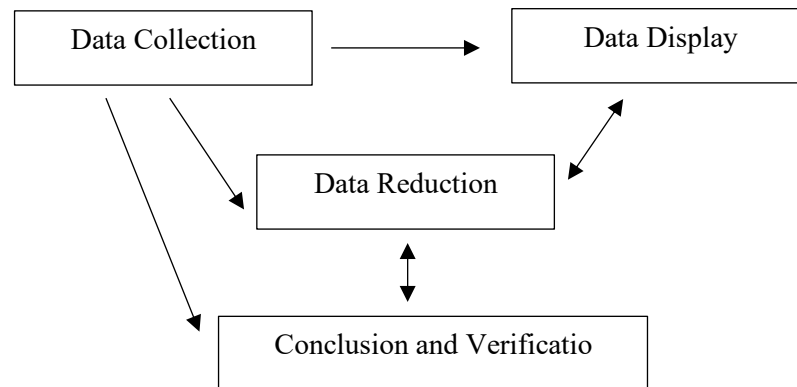 Data Collection
Data Display
Data Reduction
Conclusion and Verificatio